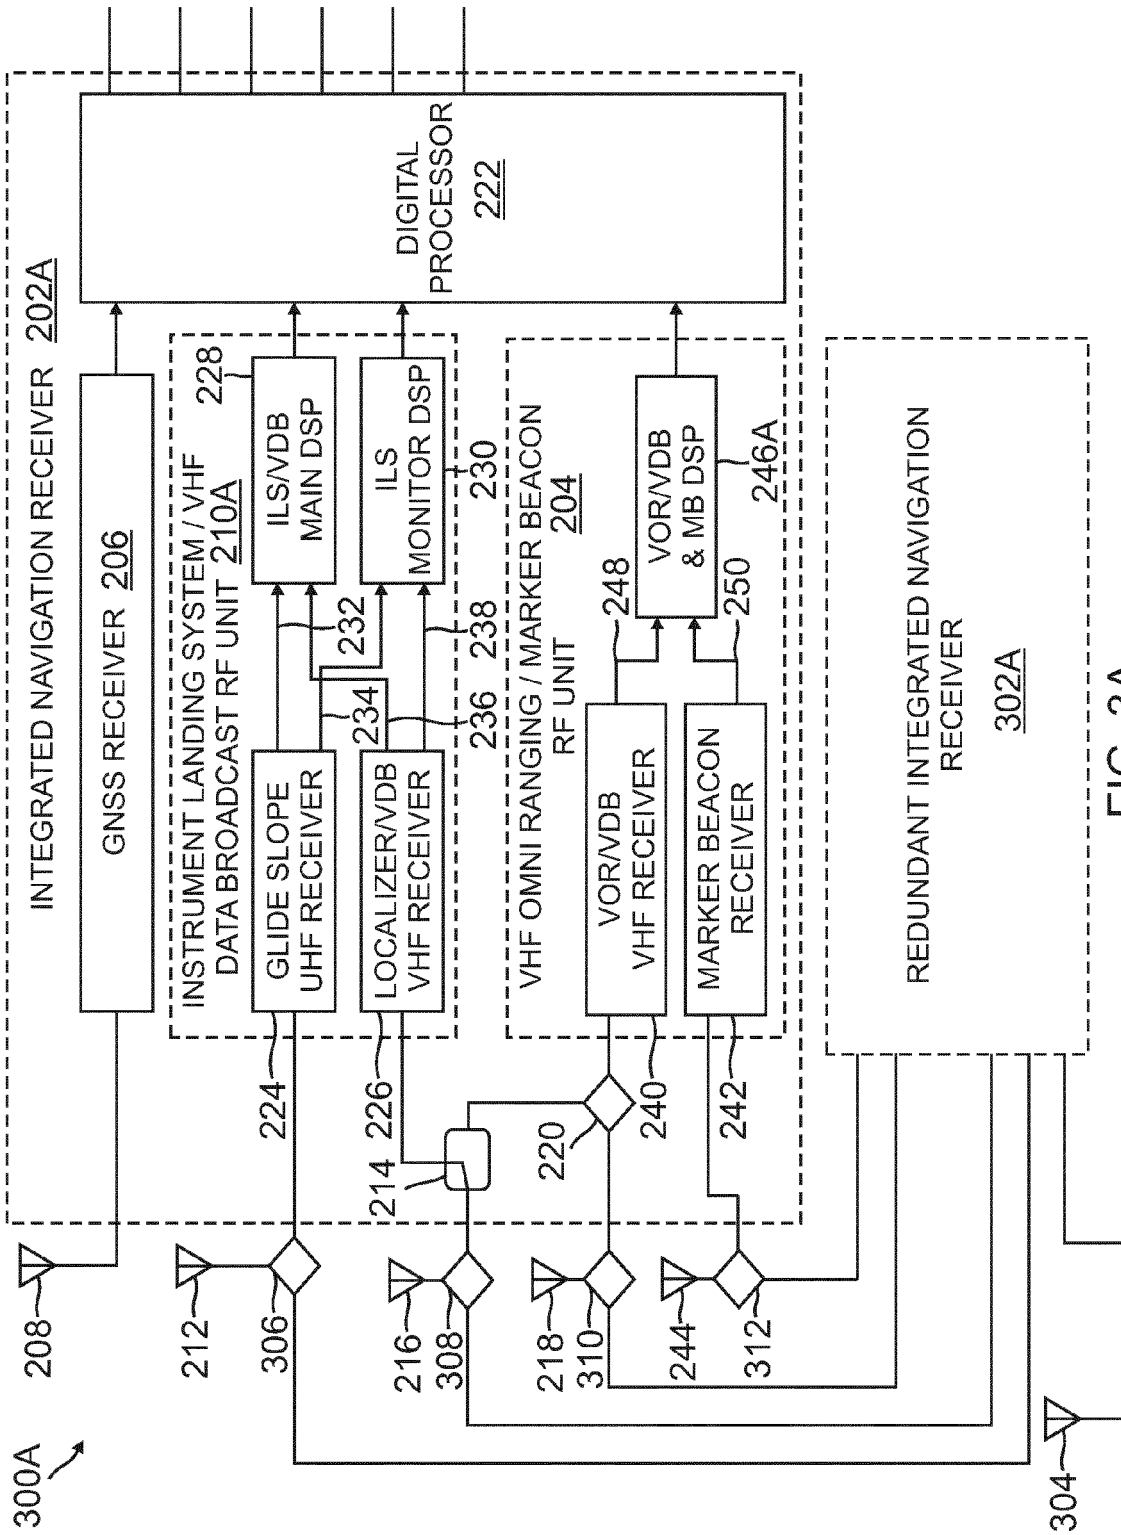 300A
INTEGRATED NAVIGATION RECEIVER 202A
208
GNSS RECEIVER 206
212
306
INSTRUMENT LANDING SYSTEM / VHF
DATA BROADCAST RF UNIT 210A
224
GLIDE SLOPE
UHF RECEIVER
232
234
228
ILS/VDB
MAIN DSP
226
LOCALIZER/VDB
VHF RECEIVER
236
238
ILS
MONITOR DSP
230
214
216
308
DIGITAL
PROCESSOR
222
VHF OMNI RANGING / MARKER BEACON
RF UNIT
204
218
310
220
240
VOR/VDB
VHF RECEIVER
248
VOR/VDB
& MB DSP
246A
244
312
242
MARKER BEACON
RECEIVER
250
REDUNDANT INTEGRATED NAVIGATION
RECEIVER
302A
304